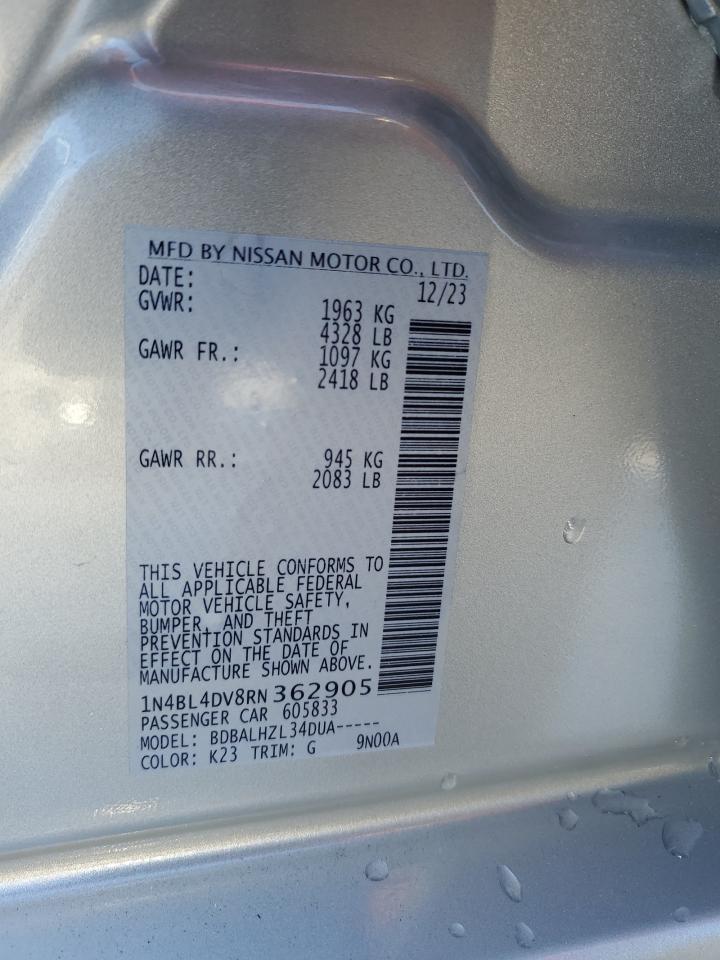 MFD BY NISSAN MOTOR CO., LTD.
DATE: 12/23
GVWR: 1963 KG
4328 LB
GAWR FR.: 1097 KG
2418 LB
GAWR RR.: 945 KG
2083 LB
THIS VEHICLE CONFORMS TO
ALL APPLICABLE FEDERAL
MOTOR VEHICLE SAFETY,
BUMPER, AND THEFT
PREVENTION STANDARDS IN
EFFECT ON THE DATE OF
MANUFACTURE SHOWN ABOVE.
1N4BL4DV8RN362905
PASSENGER CAR 605833
MODEL: BDBALHZL34DUA-----
COLOR: K23 TRIM: G 9N00A